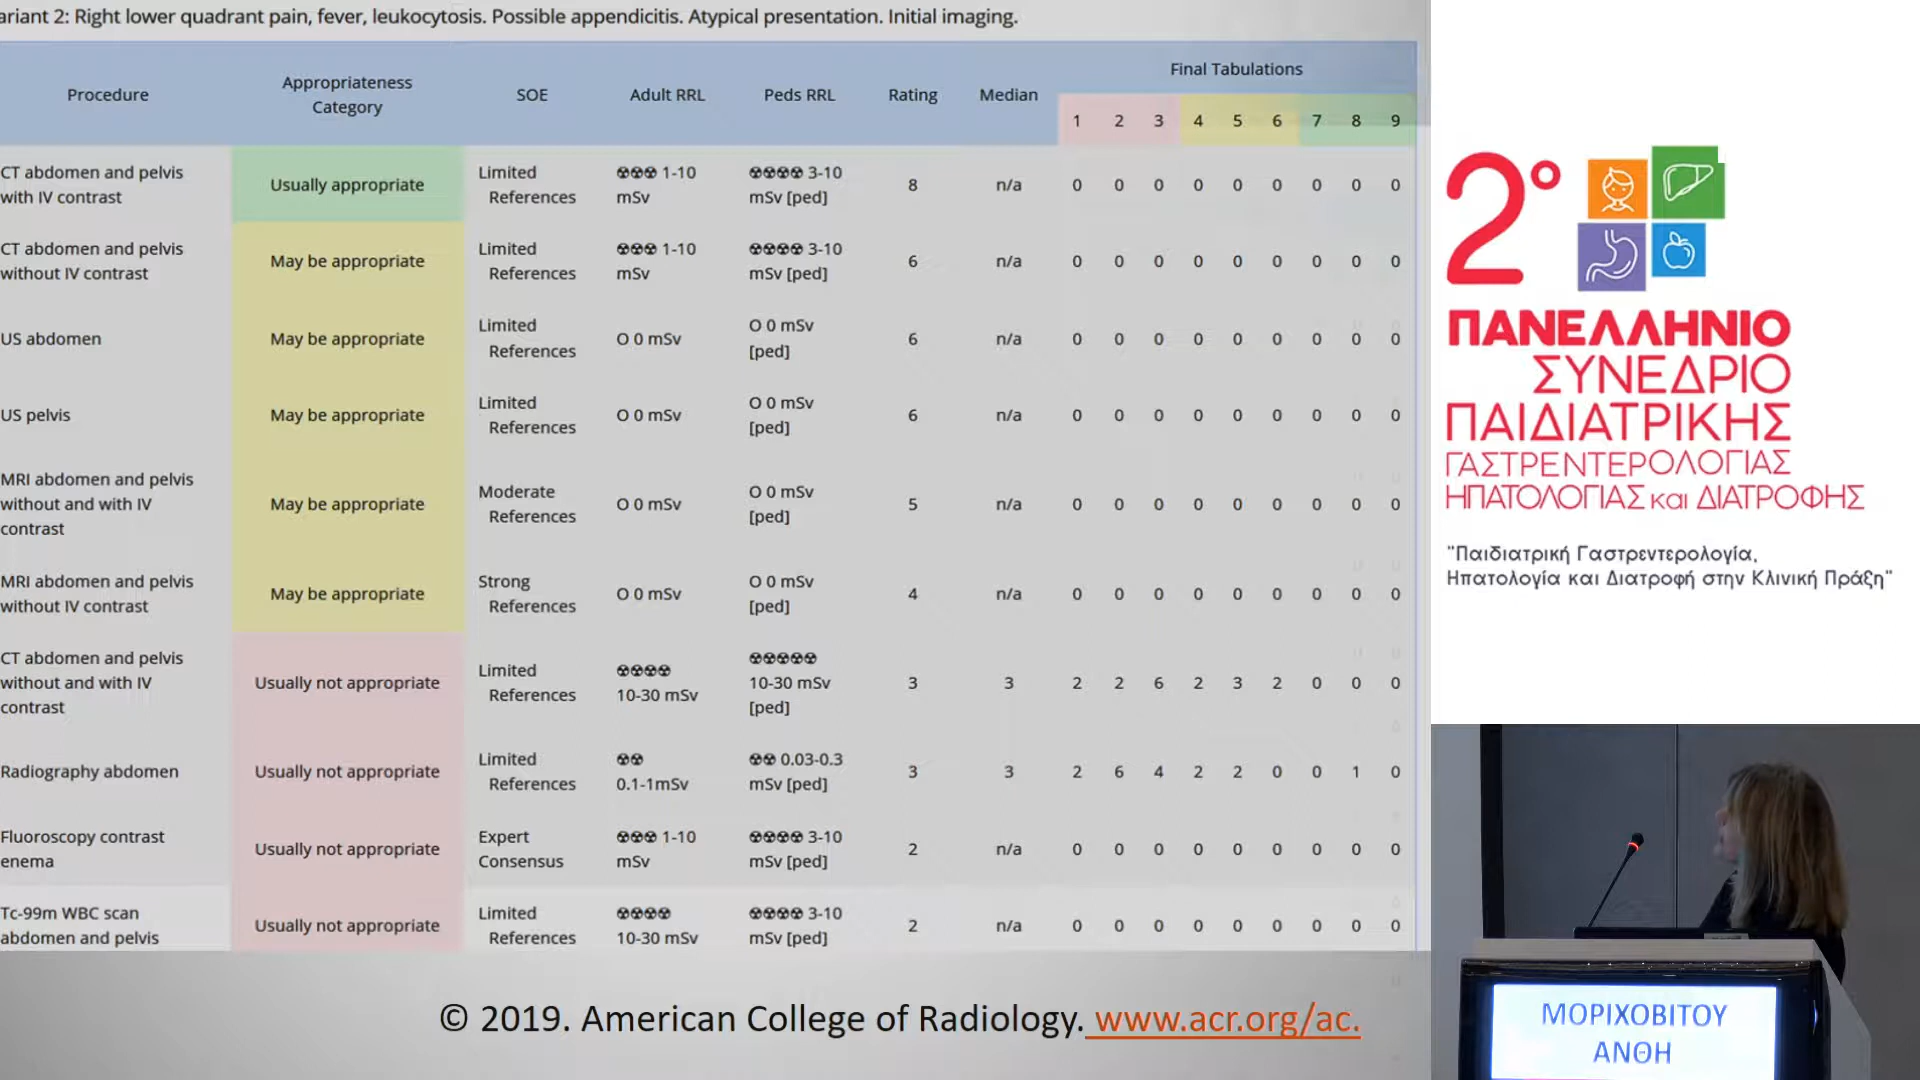 ariant 2: Right lower quadrant pain, fever, leukocytosis. Possible appendicitis. Atypical presentation. Initial imaging.
Procedure Appropriateness Category SOE Adult RRL Peds RRL Rating Median Final Tabulations
1 2 3 4 5 6 7 8 9
CT abdomen and pelvis with IV contrast Usually appropriate Limited References ☢☢☢ 1-10 mSv ☢☢☢☢ 3-10 mSv [ped] 8 n/a 0 0 0 0 0 0 0 0 0
CT abdomen and pelvis without IV contrast May be appropriate Limited References ☢☢☢ 1-10 mSv ☢☢☢☢ 3-10 mSv [ped] 6 n/a 0 0 0 0 0 0 0 0 0
US abdomen May be appropriate Limited References O 0 mSv O 0 mSv [ped] 6 n/a 0 0 0 0 0 0 0 0 0
US pelvis May be appropriate Limited References O 0 mSv O 0 mSv [ped] 6 n/a 0 0 0 0 0 0 0 0 0
MRI abdomen and pelvis without and with IV contrast May be appropriate Moderate References O 0 mSv O 0 mSv [ped] 5 n/a 0 0 0 0 0 0 0 0 0
MRI abdomen and pelvis without IV contrast May be appropriate Strong References O 0 mSv O 0 mSv [ped] 4 n/a 0 0 0 0 0 0 0 0 0
CT abdomen and pelvis without and with IV contrast Usually not appropriate Limited References ☢☢☢☢ 10-30 mSv ☢☢☢☢☢ 10-30 mSv [ped] 3 3 2 2 6 2 3 2 0 0 0
Radiography abdomen Usually not appropriate Limited References ☢☢ 0.1-1mSv ☢☢ 0.03-0.3 mSv [ped] 3 3 2 6 4 2 2 0 0 1 0
Fluoroscopy contrast enema Usually not appropriate Expert Consensus ☢☢☢ 1-10 mSv ☢☢☢☢ 3-10 mSv [ped] 2 n/a 0 0 0 0 0 0 0 0 0
Tc-99m WBC scan abdomen and pelvis Usually not appropriate Limited References ☢☢☢☢ 10-30 mSv ☢☢☢☢ 3-10 mSv [ped] 2 n/a 0 0 0 0 0 0 0 0 0
© 2019. American College of Radiology. www.acr.org/ac.
2ο
ΠΑΝΕΛΛΗΝΙΟ
ΣΥΝΕΔΡΙΟ
ΠΑΙΔΙΑΤΡΙΚΗΣ
ΓΑΣΤΡΕΝΤΕΡΟΛΟΓΙΑΣ
ΗΠΑΤΟΛΟΓΙΑΣ και ΔΙΑΤΡΟΦΗΣ
"Παιδιατρική Γαστρεντερολογία,
Ηπατολογία και Διατροφή στην Κλινική Πράξη"
ΜΟΡΙΧΟΒΙΤΟΥ
ΑΝΘΗ